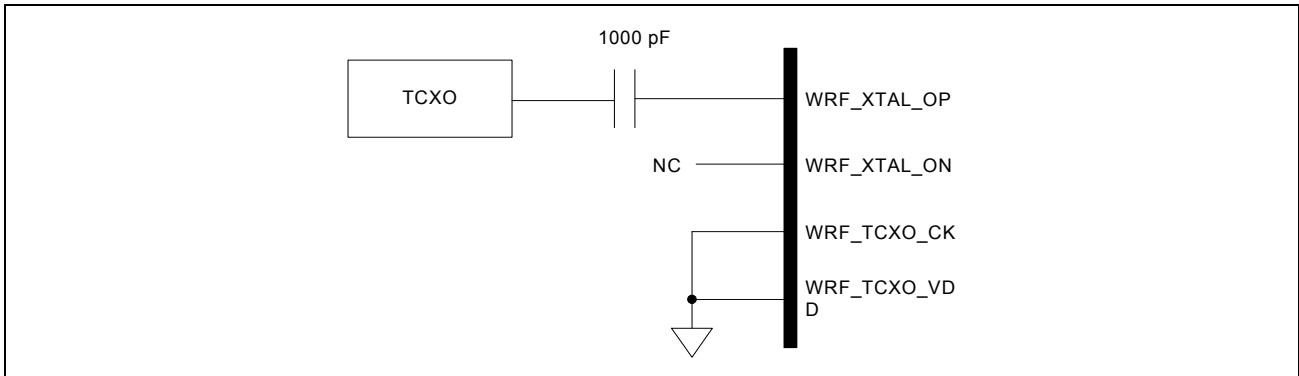 1000 pF
TCXO
WRF_XTAL_OP
NC
WRF_XTAL_ON
WRF_TCXO_CK
WRF_TCXO_VD
D